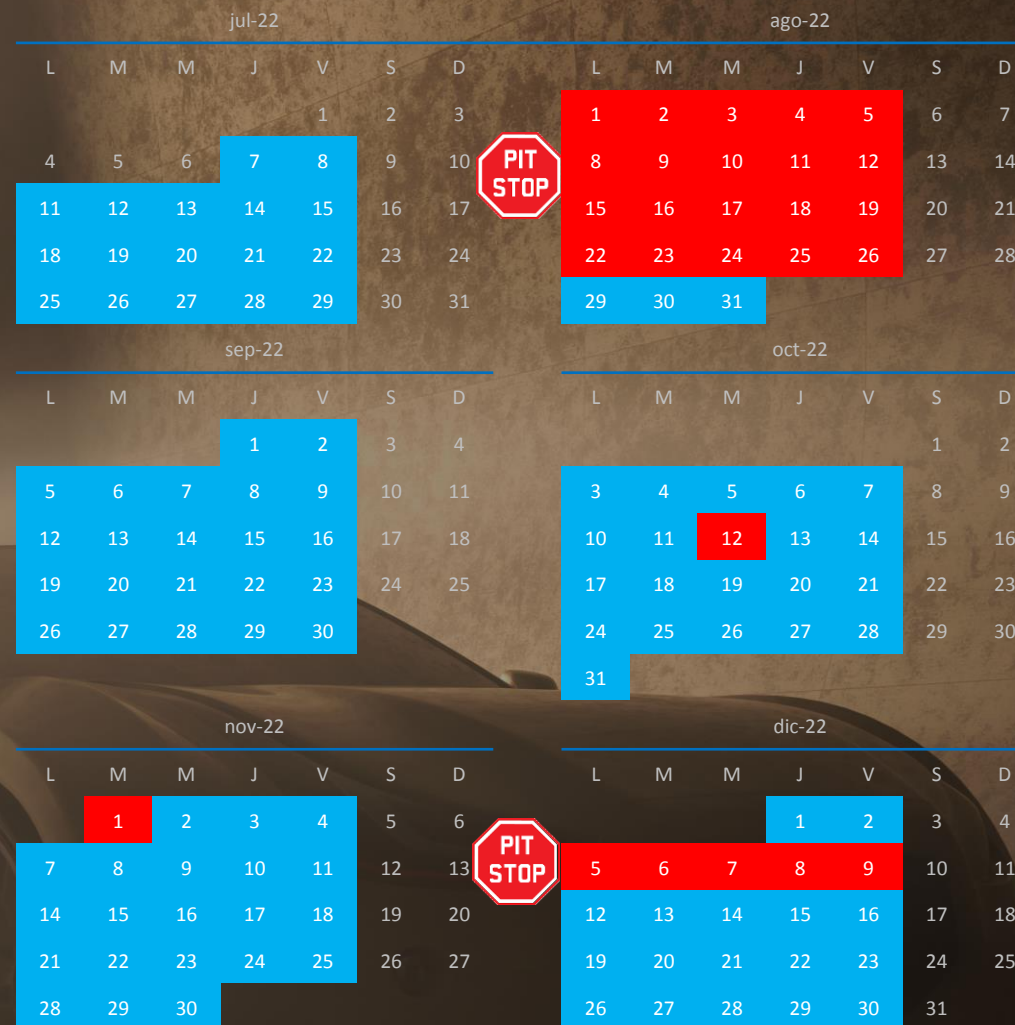 jul-22
L M M J V S D
1 2 3
4 5 6 7 8 9 10
11 12 13 14 15 16 17
18 19 20 21 22 23 24
25 26 27 28 29 30 31
PIT
STOP
ago-22
L M M J V S D
1 2 3 4 5 6 7
8 9 10 11 12 13 14
15 16 17 18 19 20 21
22 23 24 25 26 27 28
29 30 31
sep-22
L M M J V S D
1 2 3 4
5 6 7 8 9 10 11
12 13 14 15 16 17 18
19 20 21 22 23 24 25
26 27 28 29 30
oct-22
L M M J V S D
1 2
3 4 5 6 7 8 9
10 11 12 13 14 15 16
17 18 19 20 21 22 23
24 25 26 27 28 29 30
31
nov-22
L M M J V S D
1 2 3 4 5 6
7 8 9 10 11 12 13
14 15 16 17 18 19 20
21 22 23 24 25 26 27
28 29 30
PIT
STOP
dic-22
L M M J V S D
1 2 3 4
5 6 7 8 9 10 11
12 13 14 15 16 17 18
19 20 21 22 23 24 25
26 27 28 29 30 31